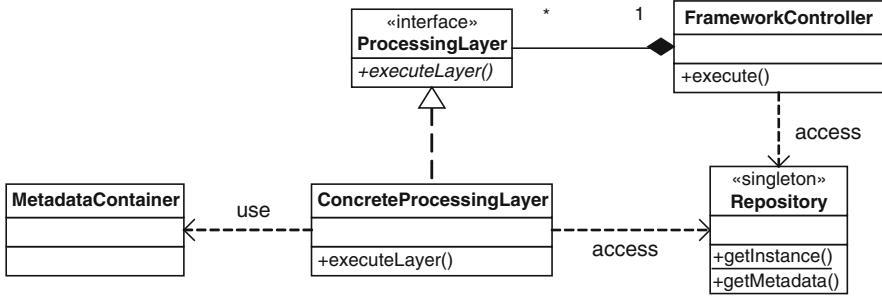 «interface»
ProcessingLayer
+executeLayer()
* 1
FrameworkController
+execute()
access
«singleton»
Repository
+getInstance()
+getMetadata()
MetadataContainer
use
ConcreteProcessingLayer
+executeLayer()
access